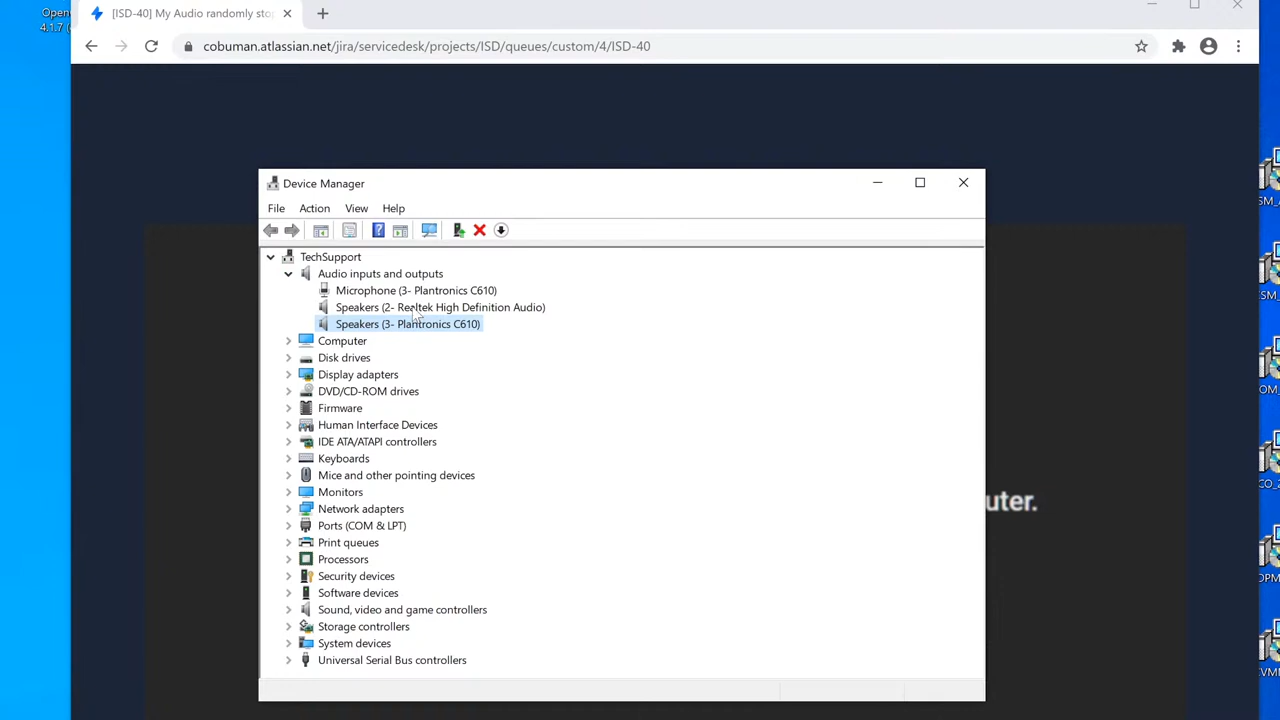 Open
4.1.7 (
[ISD-40] My Audio randomly sto
cobuman.atlassian.net/jira/servicedesk/projects/ISD/queues/custom/4/ISD-40
Device Manager
File Action View Help
TechSupport
Audio inputs and outputs
Microphone (3- Plantronics C610)
Speakers (2- Realtek High Definition Audio)
Speakers (3- Plantronics C610)
Computer
Disk drives
Display adapters
DVD/CD-ROM drives
Firmware
Human Interface Devices
IDE ATA/ATAPI controllers
Keyboards
Mice and other pointing devices
Monitors
Network adapters
Ports (COM & LPT)
Print queues
Processors
Security devices
Software devices
Sound, video and game controllers
Storage controllers
System devices
Universal Serial Bus controllers
uter.